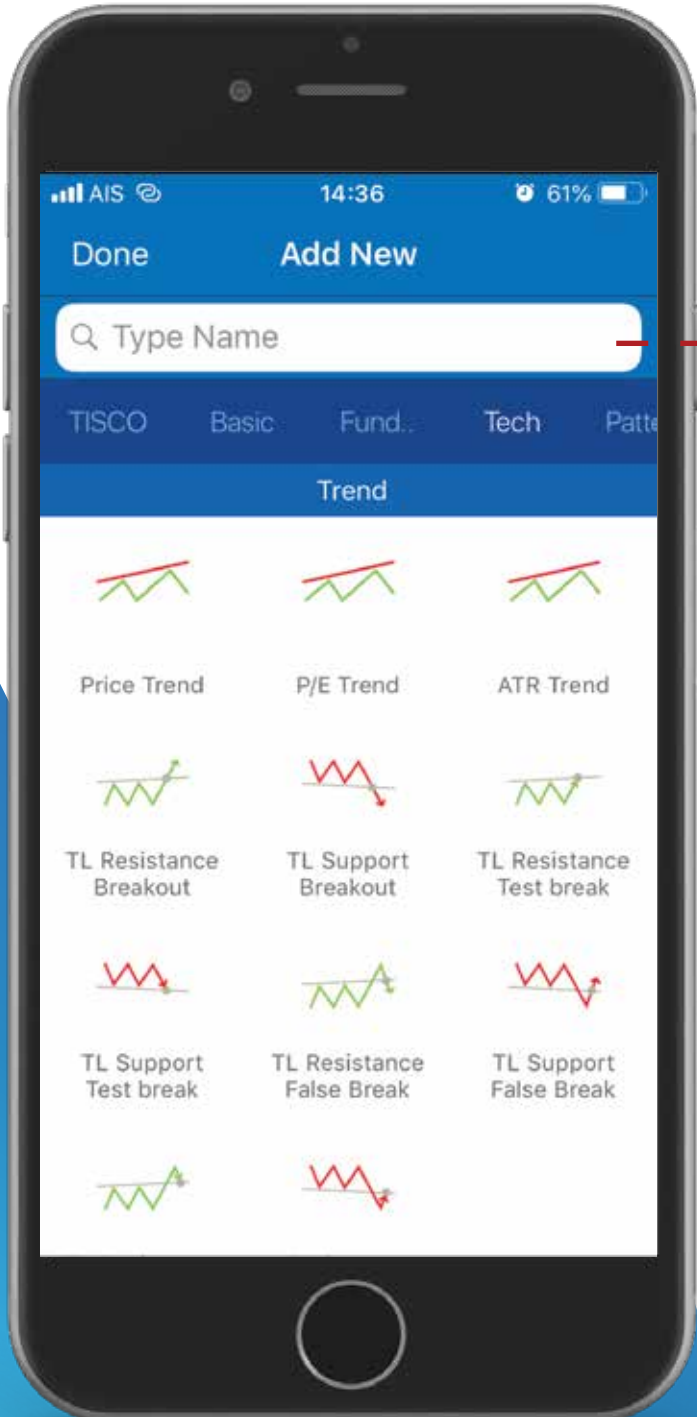 AIS 14:36 61%
Done Add New
Type Name
TISCO Basic Fund.. Tech Patte
Trend
Price Trend P/E Trend ATR Trend
TL Resistance TL Support TL Resistance
Breakout Breakout Test break
TL Support TL Resistance TL Support
Test break False Break False Break